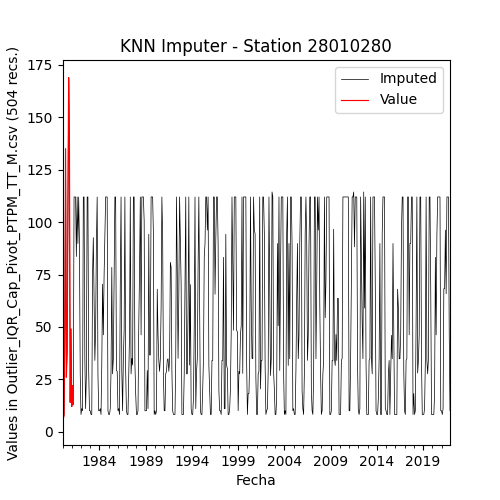 KNN Imputer - Station 28010280
Values in Outlier_IQR_Cap_Pivot_PTPM_TT_M.csv (504 recs.)
175
150
125
100
75
50
25
0
Imputed
Value
1984 1989 1994 1999 2004 2009 2014 2019
Fecha